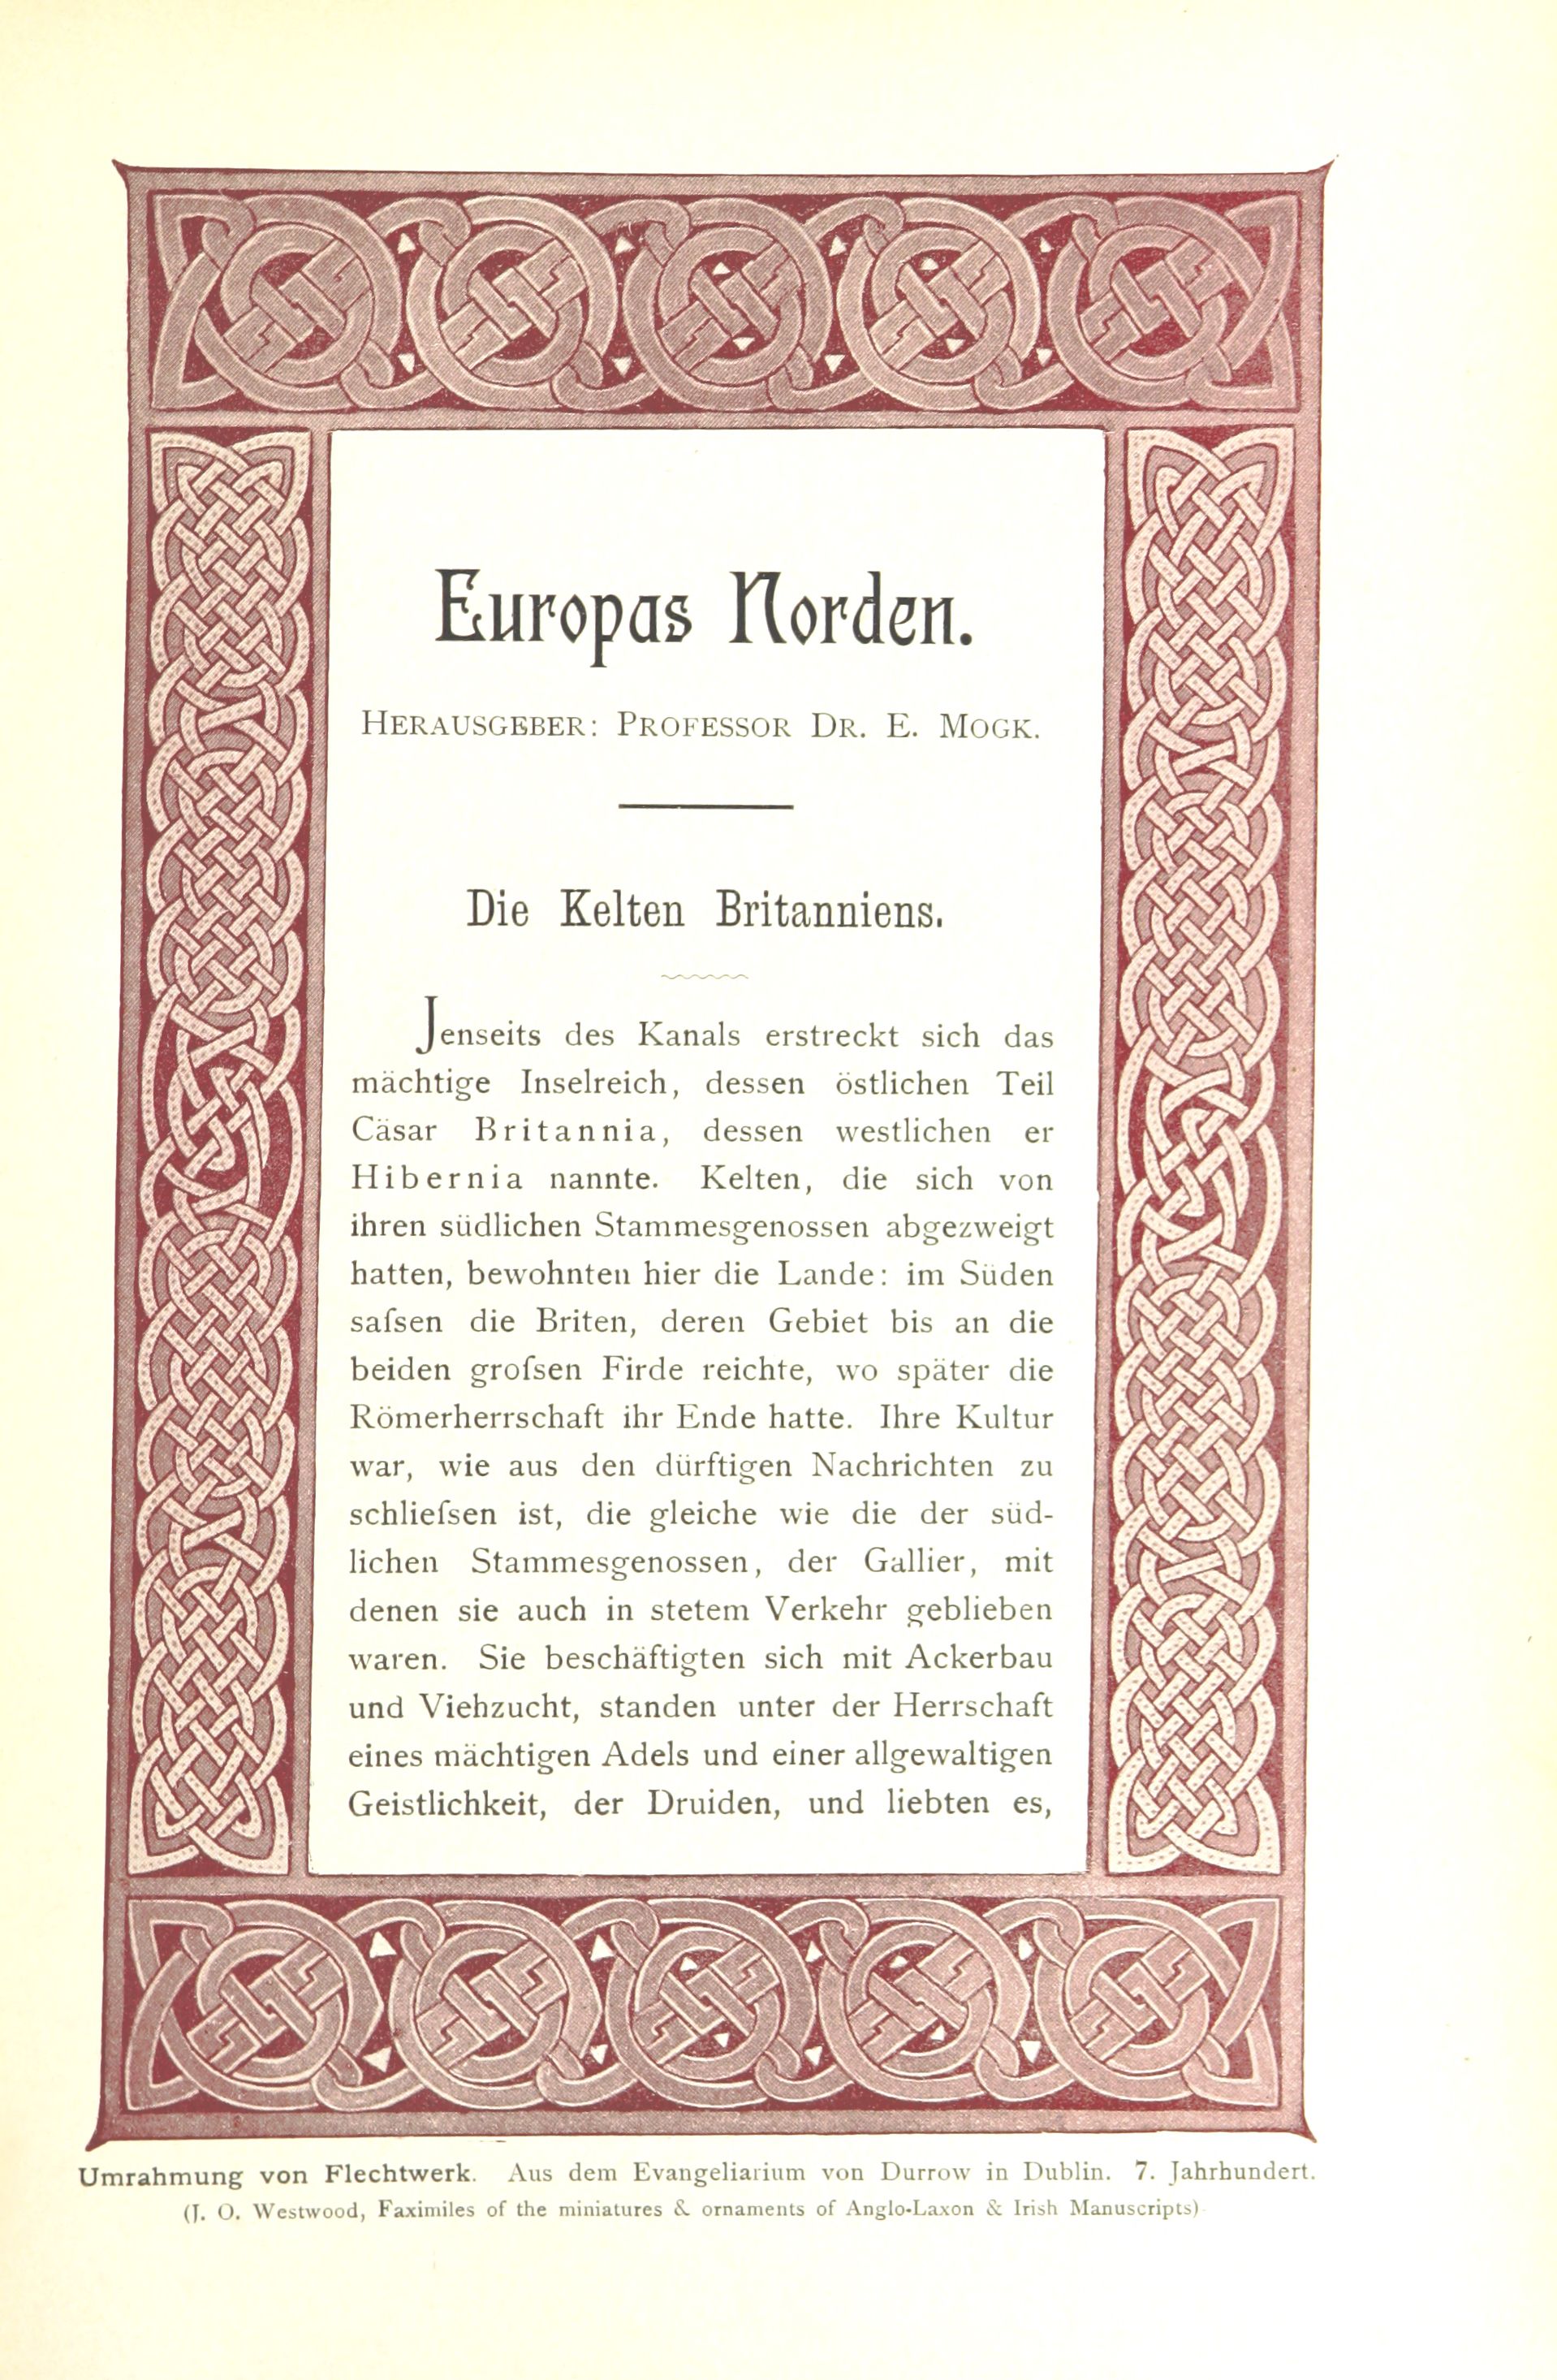 Europas Norden.
HERAUSGEBER: PROFESSOR DR. E. MOGK.
Die Kelten Britanniens.
Jenseits des Kanals erstreckt sich das
mächtige Inselreich, dessen östlichen Teil
Cäsar Britannia, dessen westlichen er
Hibernia nannte. Kelten, die sich von
ihren südlichen Stammesgenossen abgezweigt
hatten, bewohnten hier die Lande: im Süden
saſsen die Briten, deren Gebiet bis an die
beiden groſsen Firde reichte, wo später die
Römerherrschaft ihr Ende hatte. Ihre Kultur
war, wie aus den dürftigen Nachrichten zu
schlieſsen ist, die gleiche wie die der süd-
lichen Stammesgenossen, der Gallier, mit
denen sie auch in stetem Verkehr geblieben
waren. Sie beschäftigten sich mit Ackerbau
und Viehzucht, standen unter der Herrschaft
eines mächtigen Adels und einer allgewaltigen
Geistlichkeit, der Druiden, und liebten es,
Umrahmung von Flechtwerk. Aus dem Evangeliarium von Durrow in Dublin. 7. Jahrhundert.
(J. O. Westwood, Faximiles of the miniatures & ornaments of Anglo-Laxon & Irish Manuscripts)